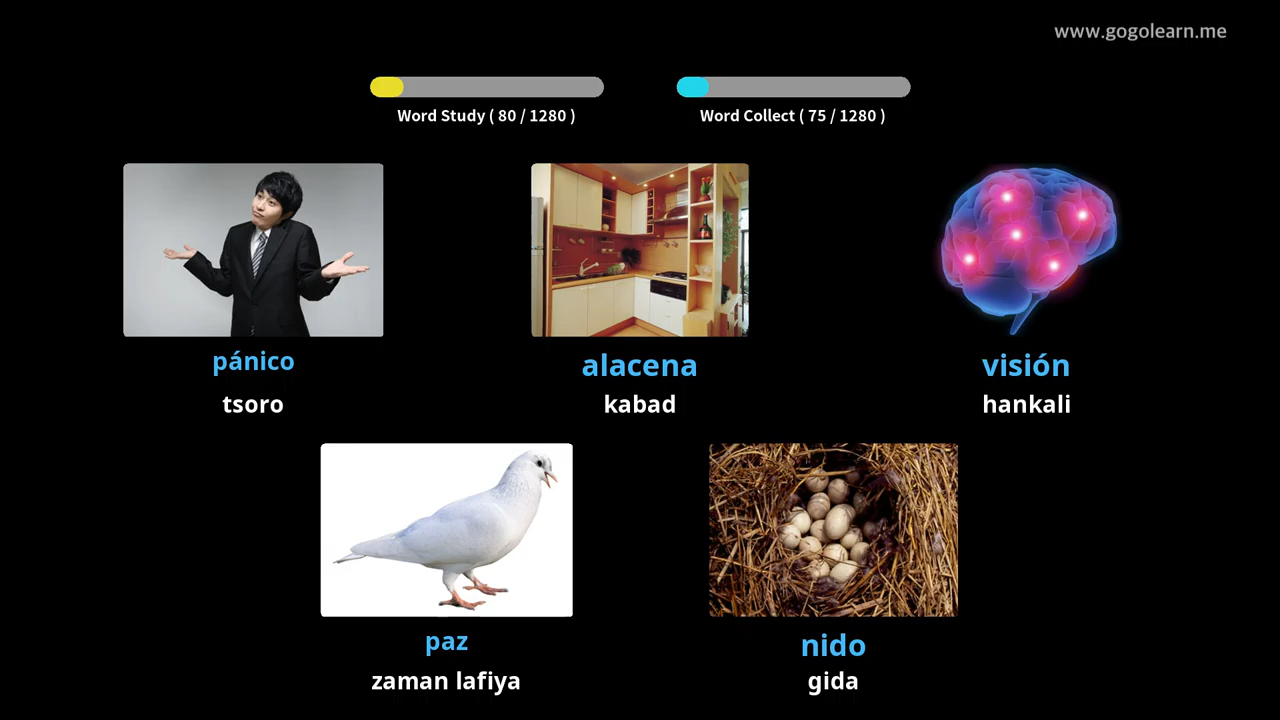 www.gogolearn.me
Word Study ( 80 / 1280 )
Word Collect ( 75 / 1280 )
pánico
tsoro
alacena
kabad
visión
hankali
paz
zaman lafiya
nido
gida